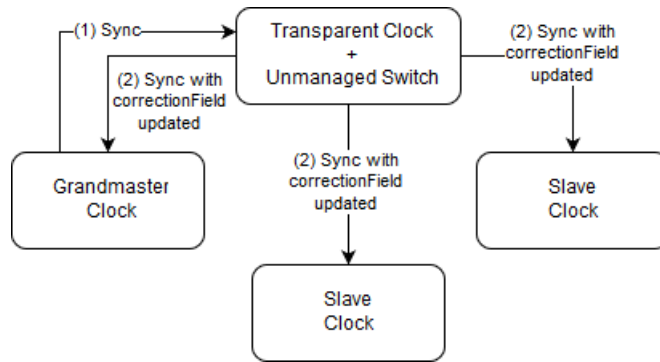 (1) Sync
Transparent Clock
+
Unmanaged Switch
(2) Sync with
correctionField
updated
(2) Sync with
correctionField
updated
(2) Sync with
correctionField
updated
Grandmaster
Clock
Slave
Clock
Slave
Clock